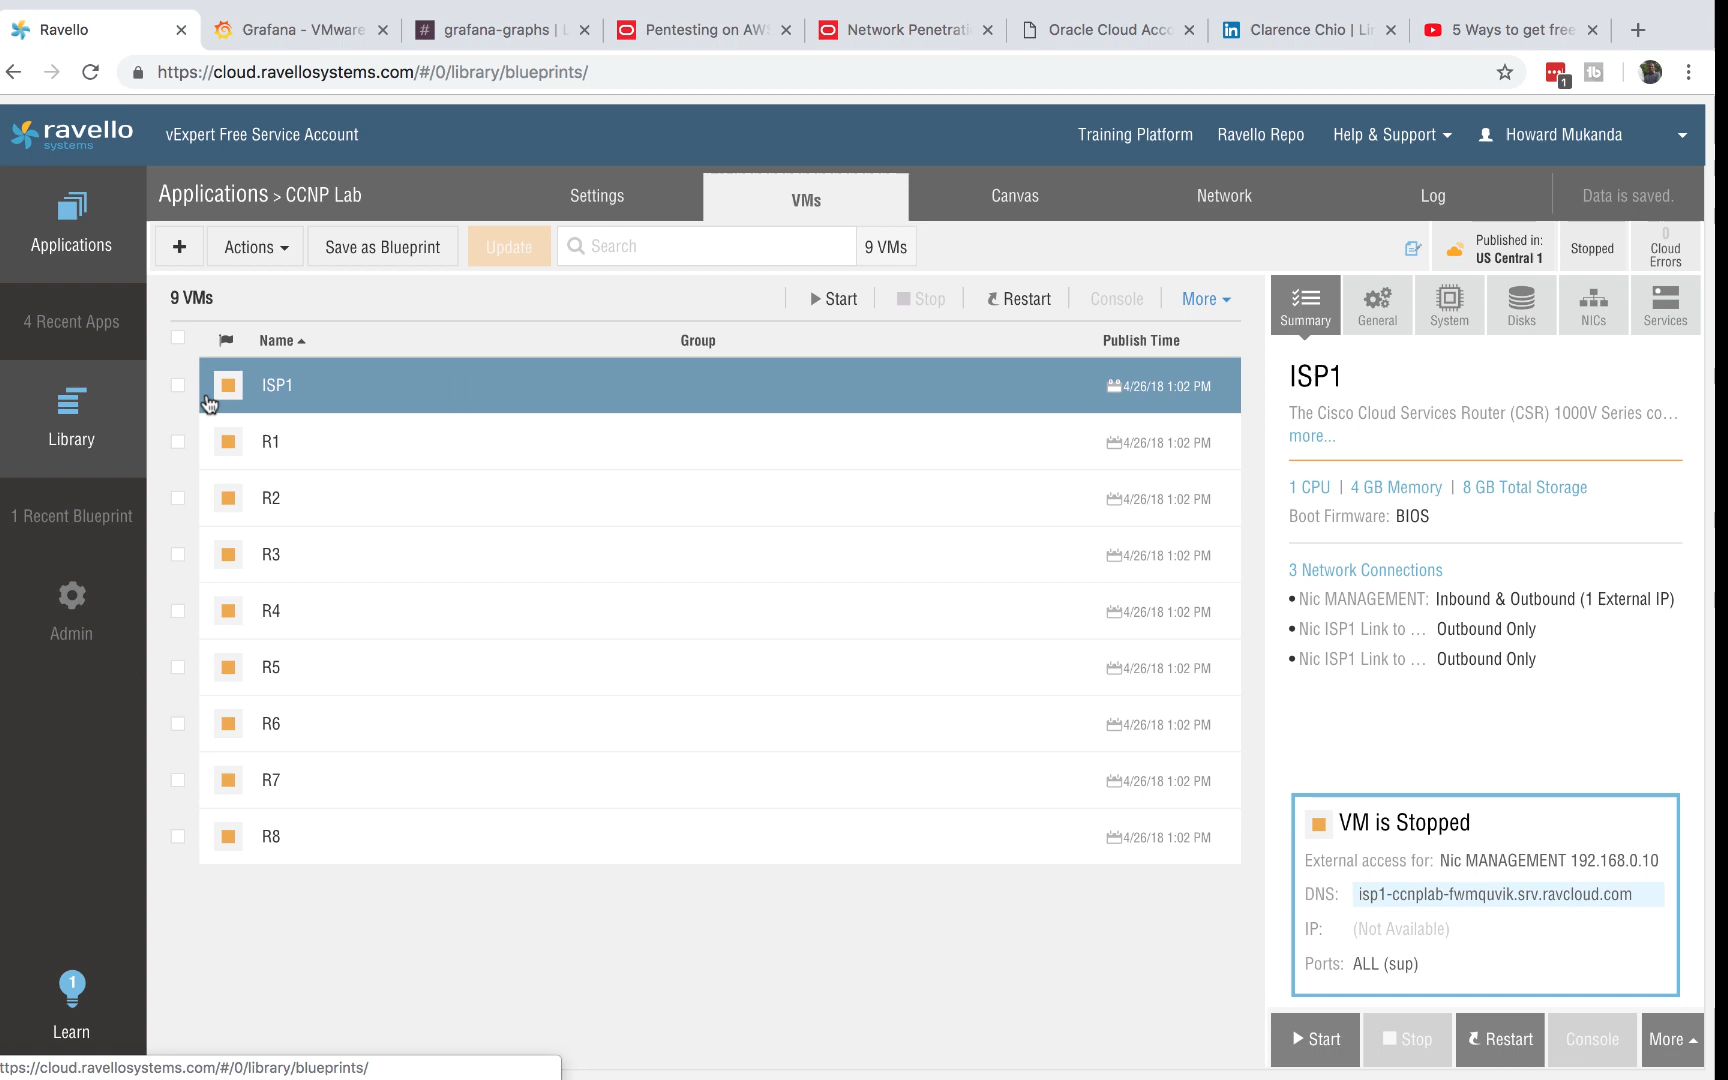 Ravello
Grafana - VMware
grafana-graphs |
Pentesting on AWS
Network Penetrati
Oracle Cloud Acco
Clarence Chio | Lin
5 Ways to get free
https://cloud.ravellosystems.com/#/0/library/blueprints/
1
ravello
systems
vExpert Free Service Account
Training Platform
Ravello Repo
Help & Support
Howard Mukanda
Applications > CCNP Lab
Settings
VMs
Canvas
Network
Log
Data is saved.
Applications
4 Recent Apps
Library
1 Recent Blueprint
Admin
1
Learn
+
Actions
Save as Blueprint
Update
Search
9 VMs
Published in:
US Central 1
Stopped
0
Cloud
Errors
9 VMs
Start
Stop
Restart
Console
More
Name
Group
Publish Time
ISP1
4/26/18 1:02 PM
R1
4/26/18 1:02 PM
R2
4/26/18 1:02 PM
R3
4/26/18 1:02 PM
R4
4/26/18 1:02 PM
R5
4/26/18 1:02 PM
R6
4/26/18 1:02 PM
R7
4/26/18 1:02 PM
R8
4/26/18 1:02 PM
Summary
General
System
Disks
NICs
Services
ISP1
The Cisco Cloud Services Router (CSR) 1000V Series co...
more...
1 CPU | 4 GB Memory | 8 GB Total Storage
Boot Firmware: BIOS
3 Network Connections
• Nic MANAGEMENT: Inbound & Outbound (1 External IP)
• Nic ISP1 Link to ... Outbound Only
• Nic ISP1 Link to ... Outbound Only
VM is Stopped
External access for: Nic MANAGEMENT 192.168.0.10
DNS: isp1-ccnplab-fwmquvik.srv.ravcloud.com
IP: (Not Available)
Ports: ALL (sup)
Start
Stop
Restart
Console
More
ttps://cloud.ravellosystems.com/#/0/library/blueprints/